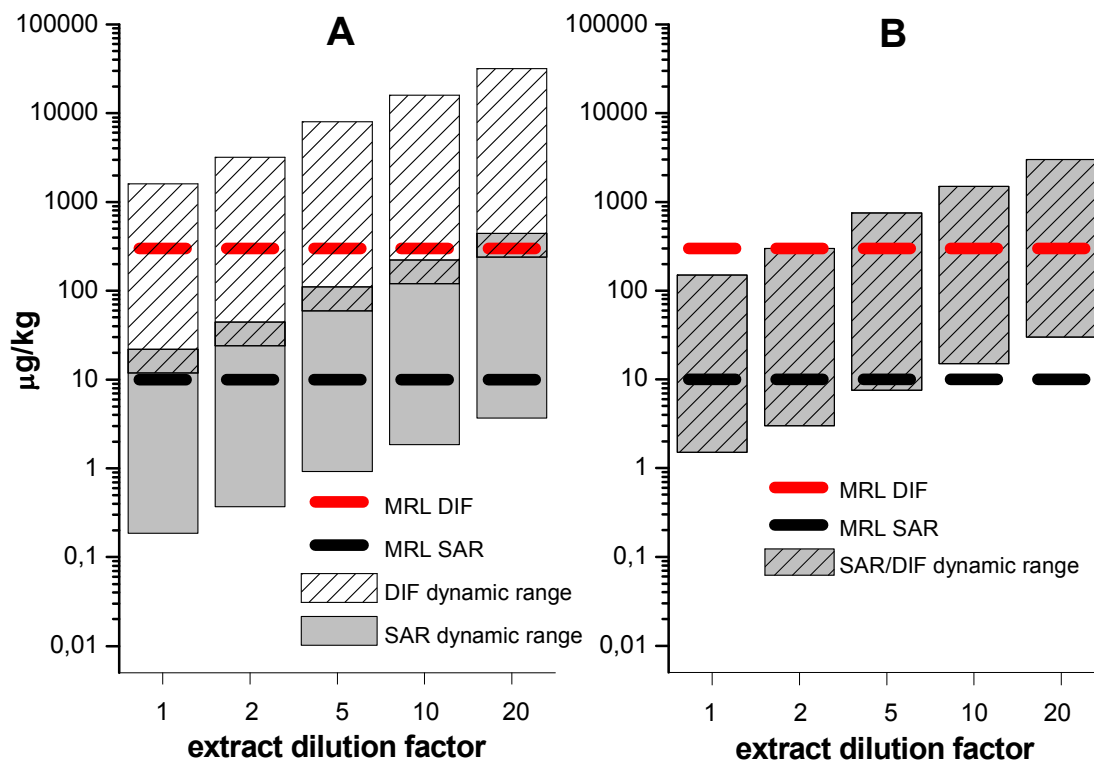 A
100000
10000
1000
100
10
1
0,1
0,01
µg/kg
MRL DIF
MRL SAR
DIF dynamic range
SAR dynamic range
1 2 5 10 20
extract dilution factor
B
100000
10000
1000
100
10
1
0,1
0,01
MRL DIF
MRL SAR
SAR/DIF dynamic range
1 2 5 10 20
extract dilution factor